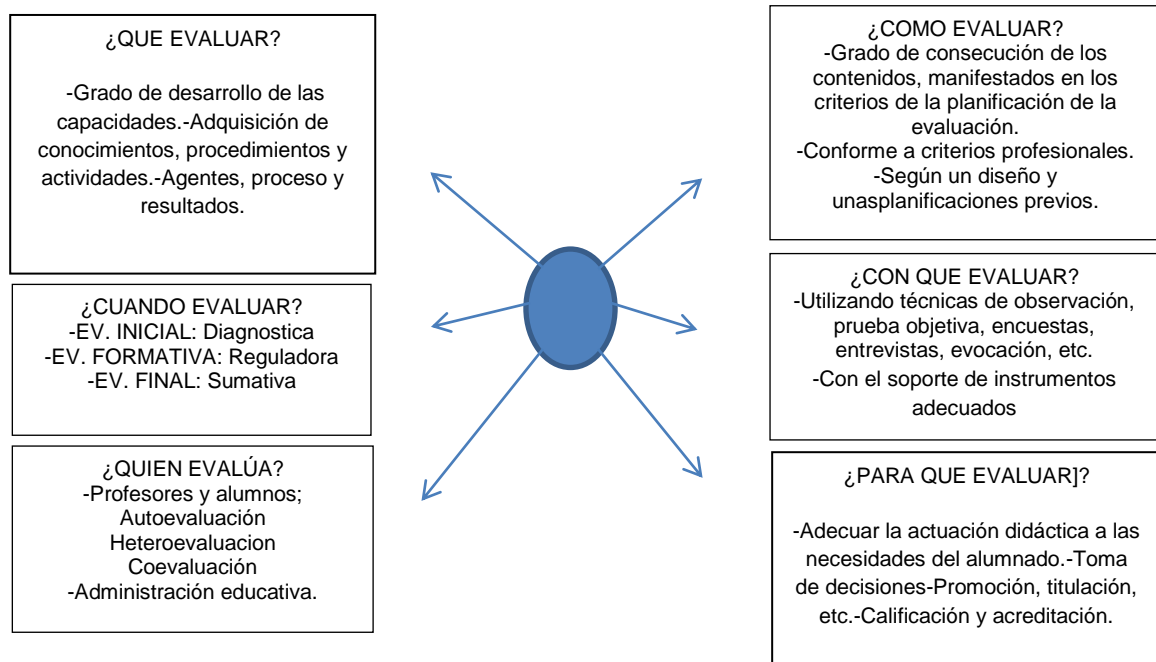 ¿QUE EVALUAR?
-Grado de desarrollo de las
capacidades.-Adquisición de
conocimientos, procedimientos y
actividades.-Agentes, proceso y
resultados.
¿CUANDO EVALUAR?
-EV. INICIAL: Diagnostica
-EV. FORMATIVA: Reguladora
-EV. FINAL: Sumativa
¿QUIEN EVALÚA?
-Profesores y alumnos;
Autoevaluación
Heteroevaluacion
Coevaluación
-Administración educativa.
¿COMO EVALUAR?
-Grado de consecución de los
contenidos, manifestados en los
criterios de la planificación de la
evaluación.
-Conforme a criterios profesionales.
-Según un diseño y
unasplanificaciones previos.
¿CON QUE EVALUAR?
-Utilizando técnicas de observación,
prueba objetiva, encuestas,
entrevistas, evocación, etc.
-Con el soporte de instrumentos
adecuados
¿PARA QUE EVALUAR]?
-Adecuar la actuación didáctica a las
necesidades del alumnado.-Toma
de decisiones-Promoción, titulación,
etc.-Calificación y acreditación.